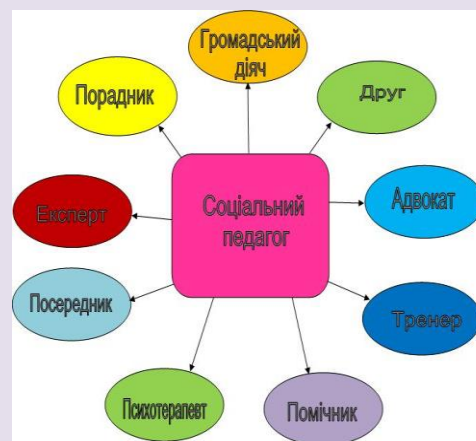 Громадський
діяч
Порадник
Друг
Експерт
Соціальний
педагог
Адвокат
Посередник
Тренер
Психотерапевт
Помічник